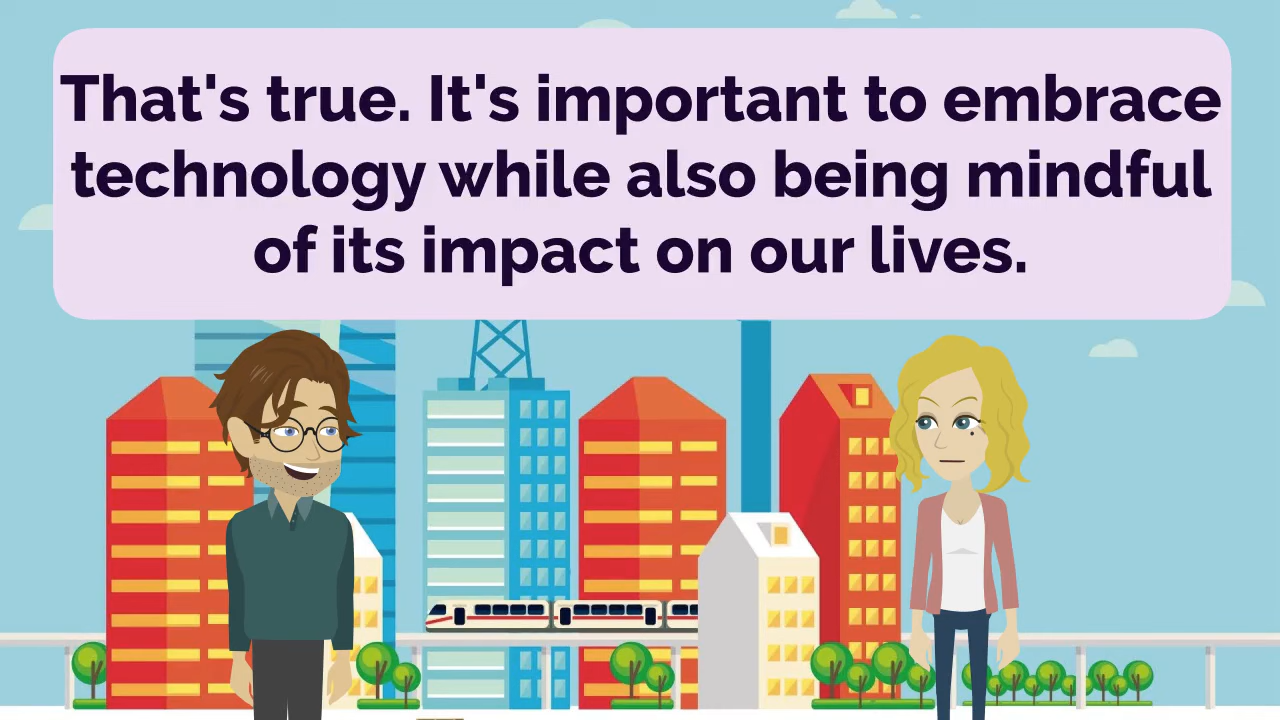 That's true. It's important to embrace
technology while also being mindful
of its impact on our lives.